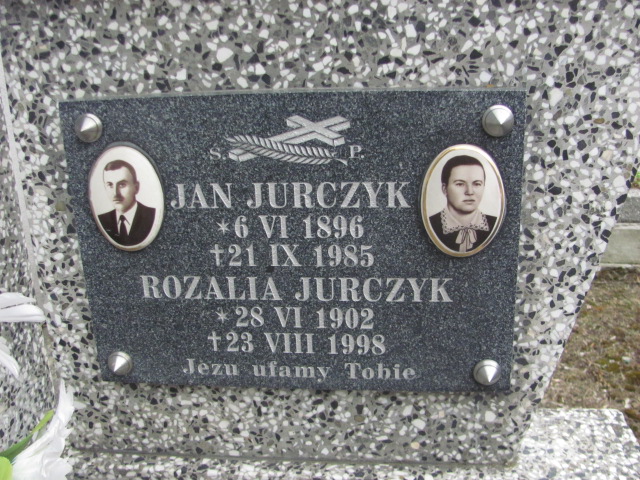 S. P.
JAN JURCZYK
*6 VI 1896
†21 IX 1985
ROZALIA JURCZYK
*28 VI 1902
†23 VIII 1998
Jezu ufamy Tobie